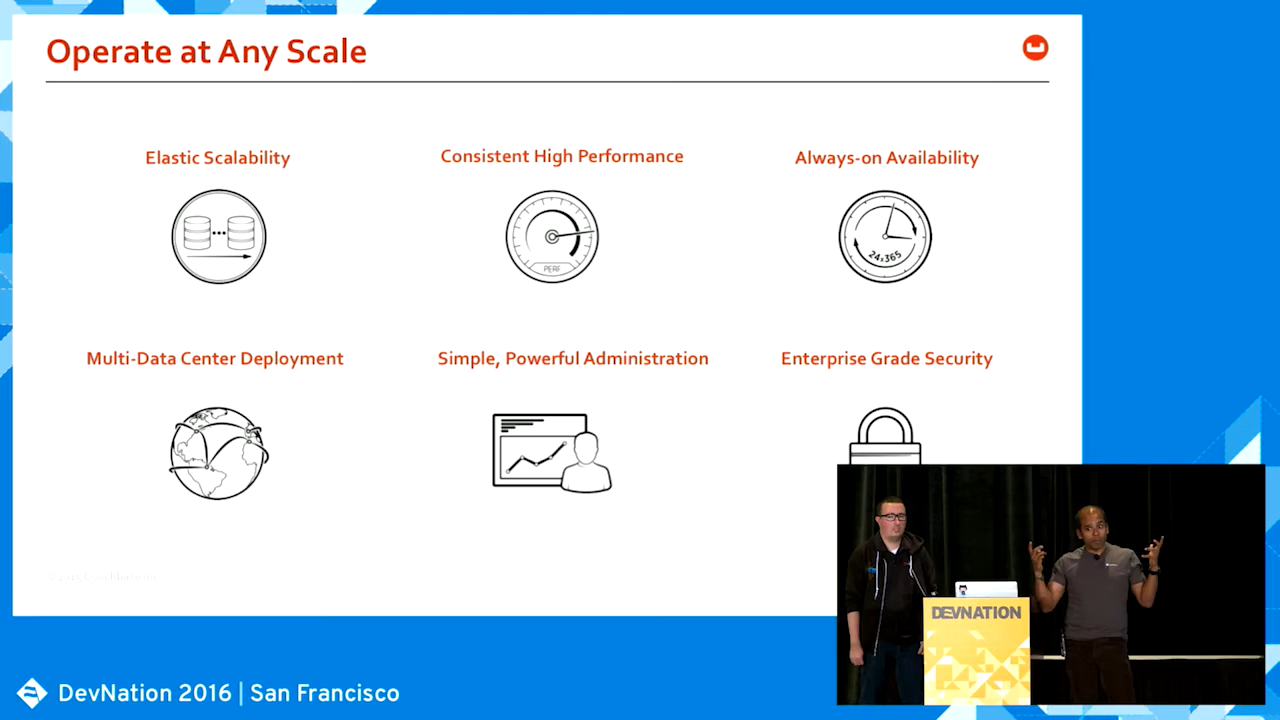 Operate at Any Scale
Elastic Scalability
Consistent High Performance
Always-on Availability
PERF
24x365
Multi-Data Center Deployment
Simple, Powerful Administration
Enterprise Grade Security
DEVNATION
DevNation 2016 | San Francisco